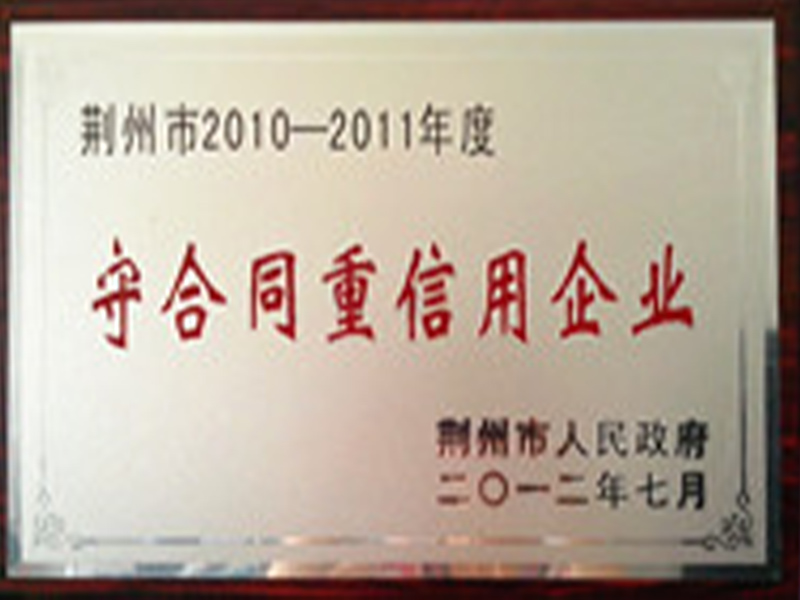 荆州市2010—2011年度
守合同重信用企业
荆州市人民政府
二〇一二年七月